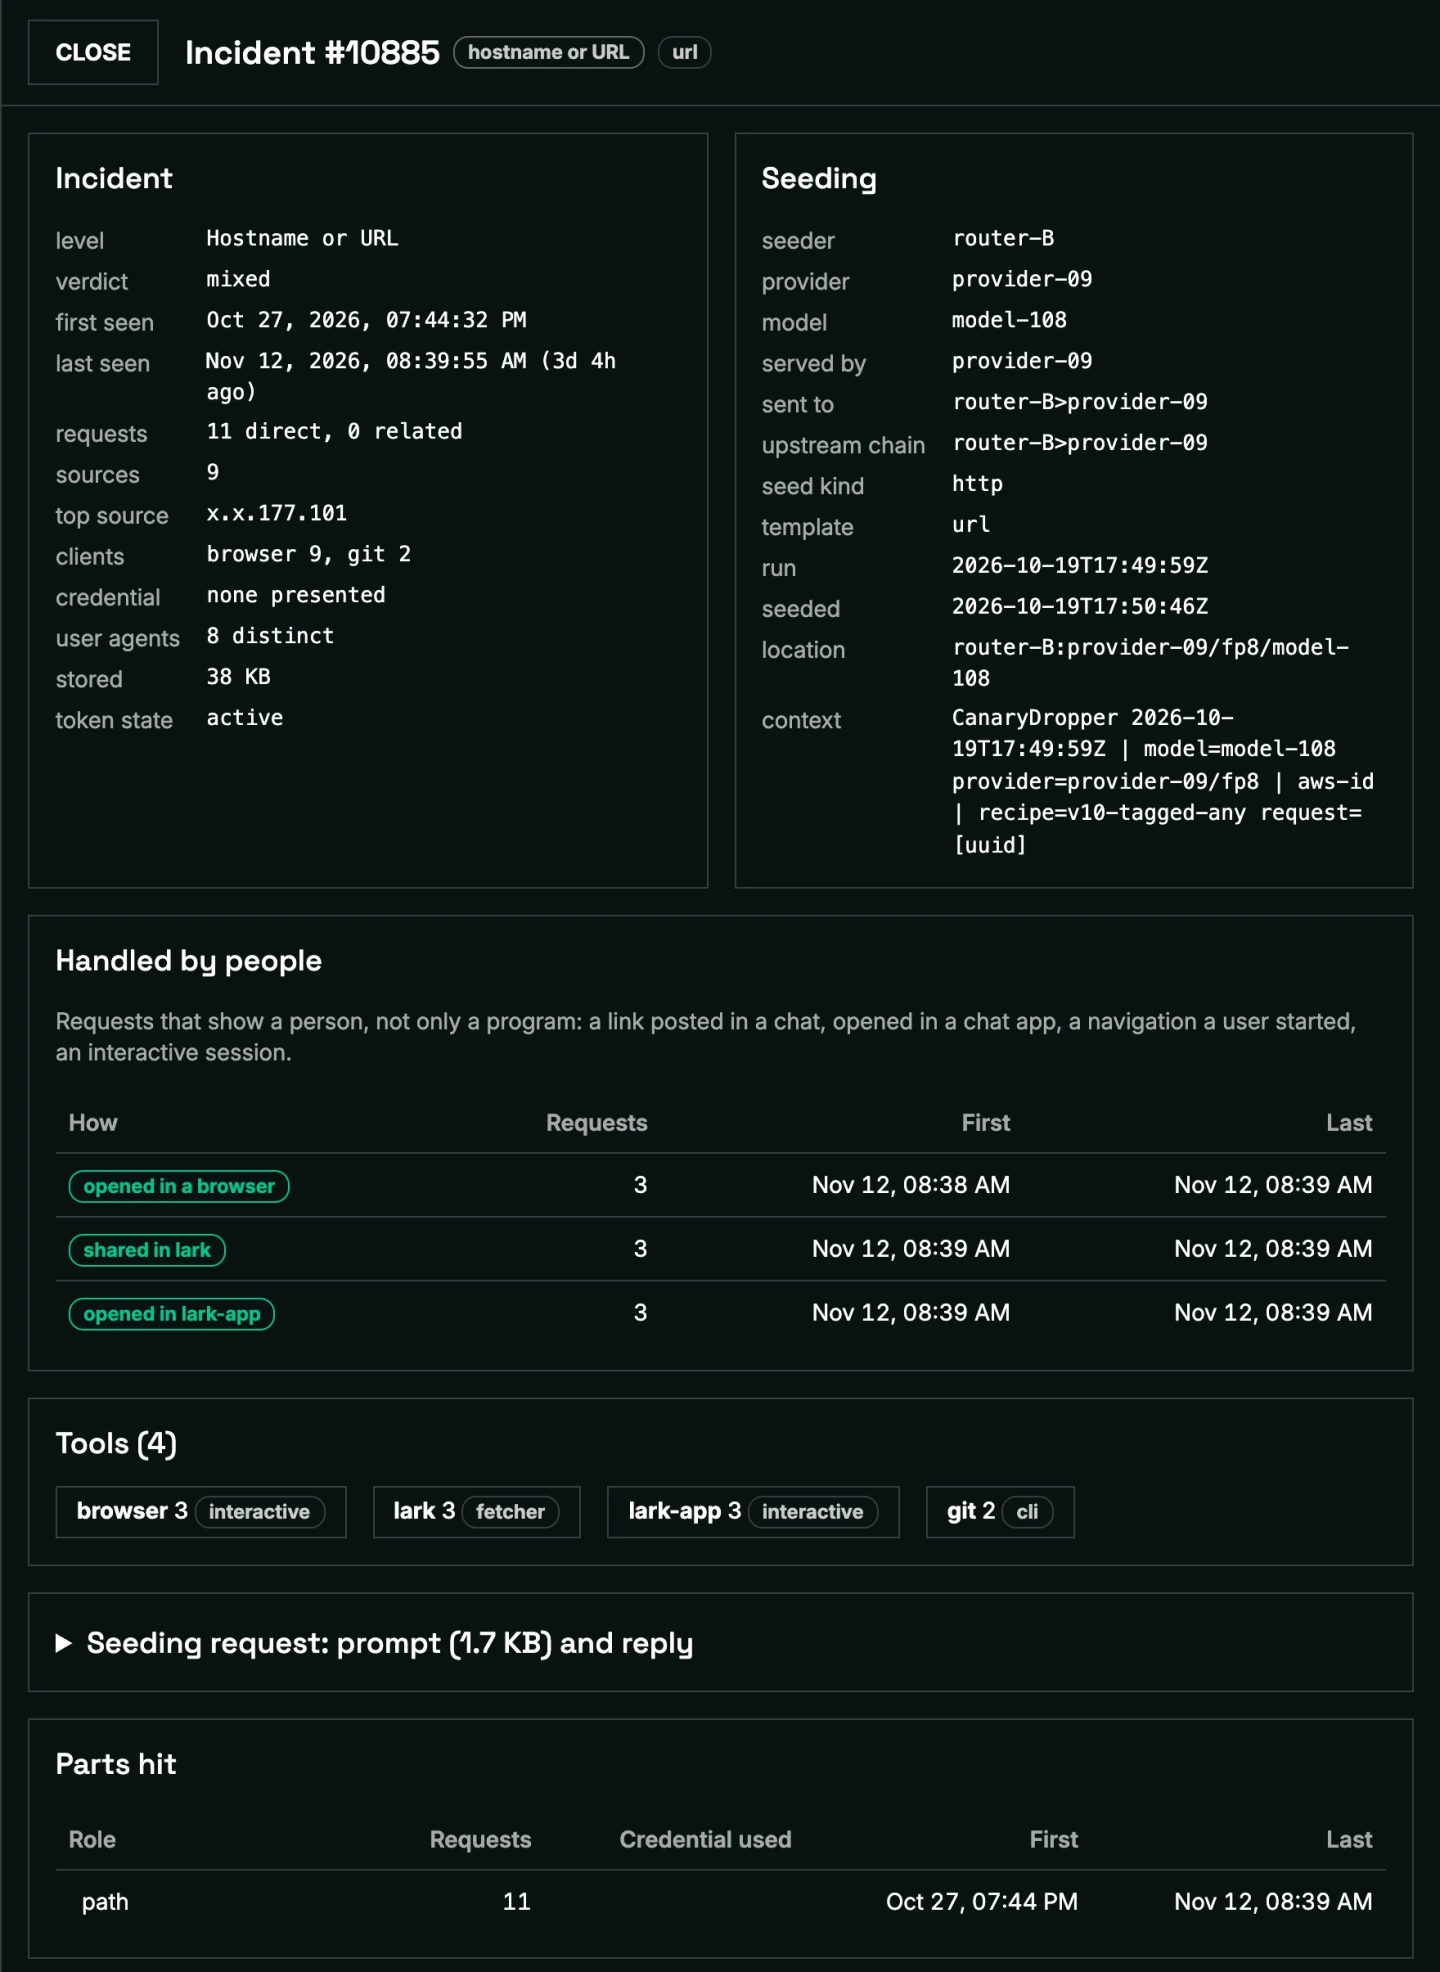 CLOSE Incident #10885 hostname or URL url
Incident
level Hostname or URL
verdict mixed
first seen Oct 27, 2026, 07:44:32 PM
last seen Nov 12, 2026, 08:39:55 AM (3d 4h
ago)
requests 11 direct, 0 related
sources 9
top source x.x.177.101
clients browser 9, git 2
credential none presented
user agents 8 distinct
stored 38 KB
token state active
Seeding
seeder router-B
provider provider-09
model model-108
served by provider-09
sent to router-B>provider-09
upstream chain router-B>provider-09
seed kind http
template url
run 2026-10-19T17:49:59Z
seeded 2026-10-19T17:50:46Z
location router-B:provider-09/fp8/model-
108
context CanaryDropper 2026-10-
19T17:49:59Z | model=model-108
provider=provider-09/fp8 | aws-id
| recipe=v10-tagged-any request=
[uuid]
Handled by people
Requests that show a person, not only a program: a link posted in a chat, opened in a chat app, a navigation a user started,
an interactive session.
How Requests First Last
opened in a browser 3 Nov 12, 08:38 AM Nov 12, 08:39 AM
shared in lark 3 Nov 12, 08:39 AM Nov 12, 08:39 AM
opened in lark-app 3 Nov 12, 08:39 AM Nov 12, 08:39 AM
Tools (4)
browser 3 interactive lark 3 fetcher lark-app 3 interactive git 2 cli
▶ Seeding request: prompt (1.7 KB) and reply
Parts hit
Role Requests Credential used First Last
path 11 Oct 27, 07:44 PM Nov 12, 08:39 AM